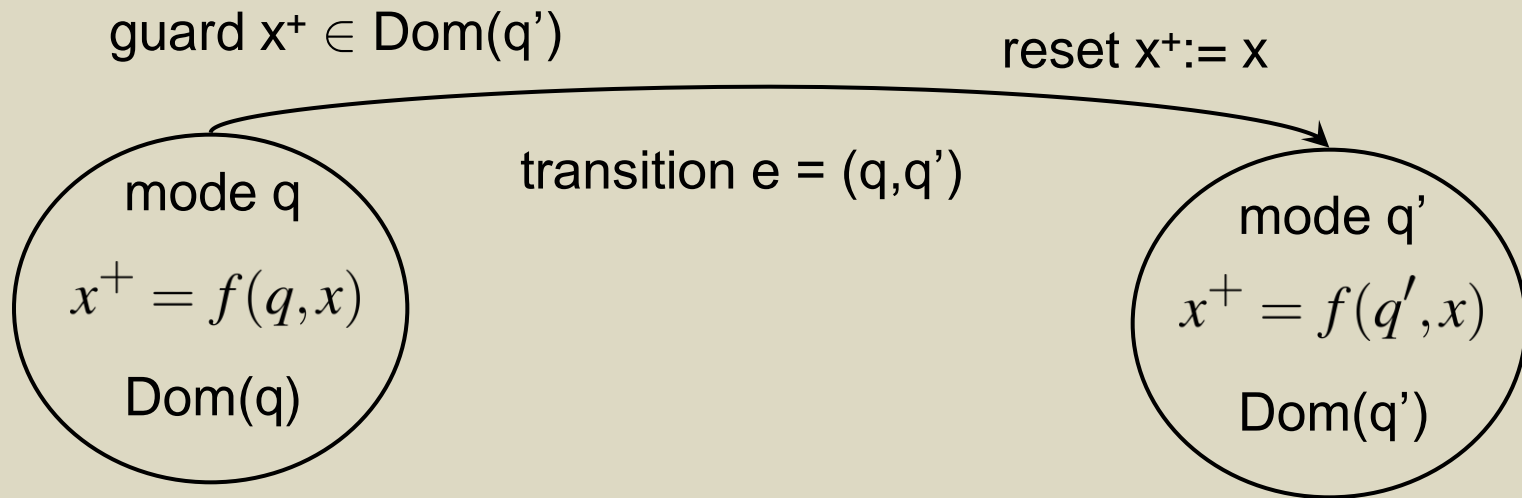 guard x⁺ ∈ Dom(q’)
reset x⁺:= x
transition e = (q,q’)
mode q
x⁺ = f(q,x)
Dom(q)
mode q’
x⁺ = f(q′,x)
Dom(q’)